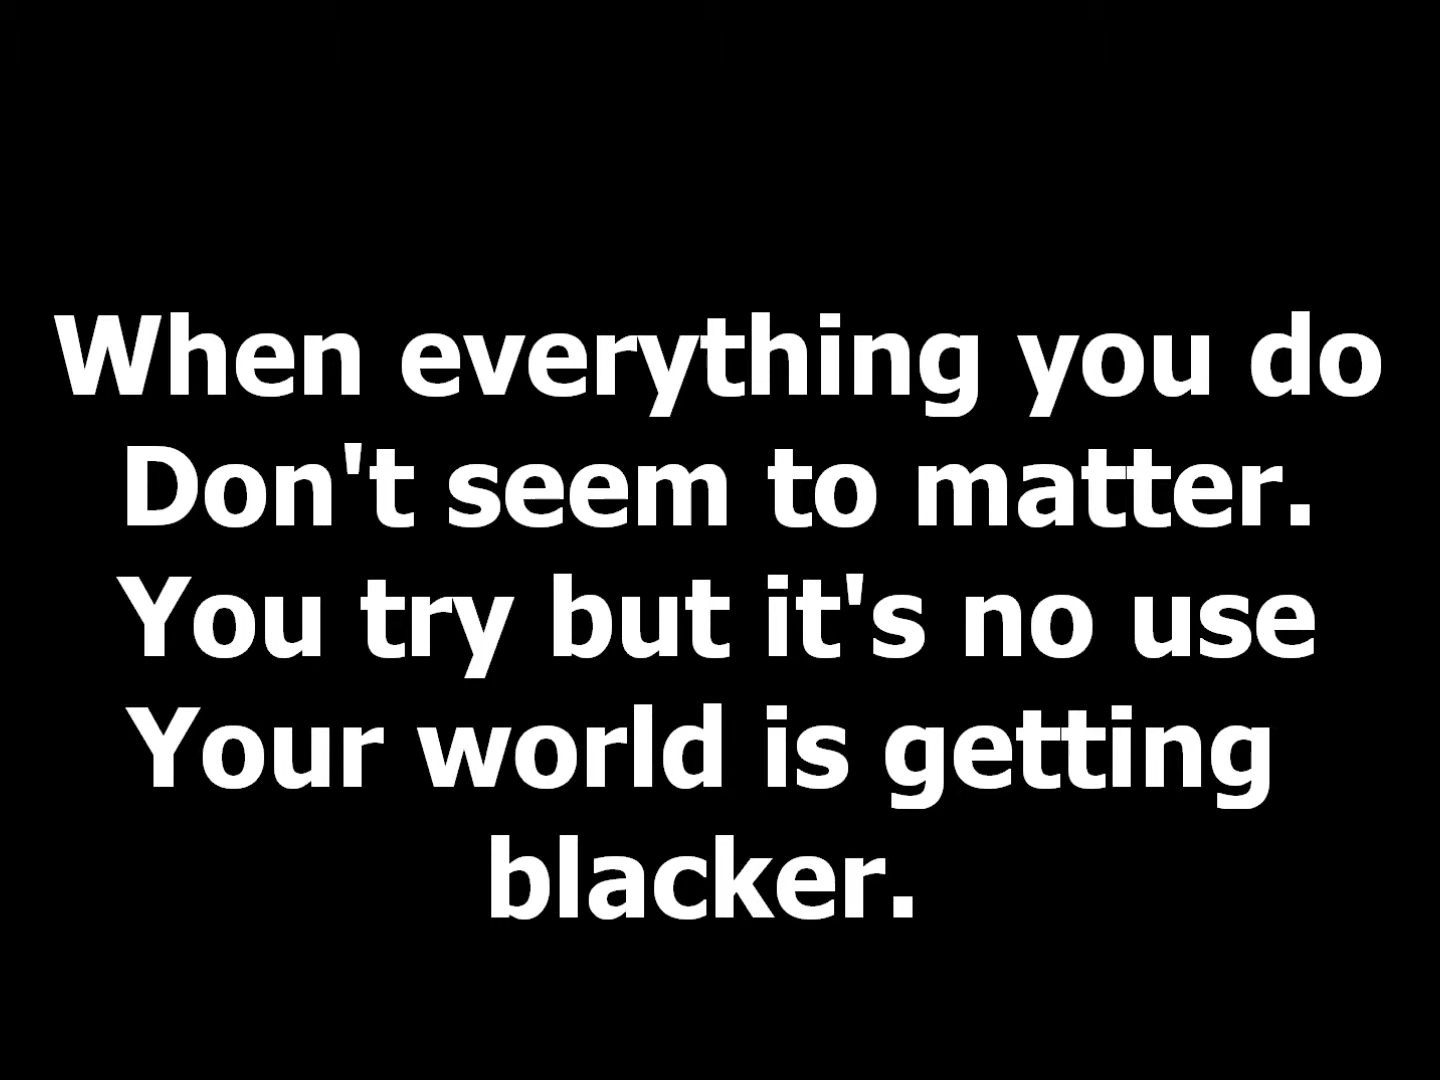 When everything you do
Don't seem to matter.
You try but it's no use
Your world is getting
blacker.